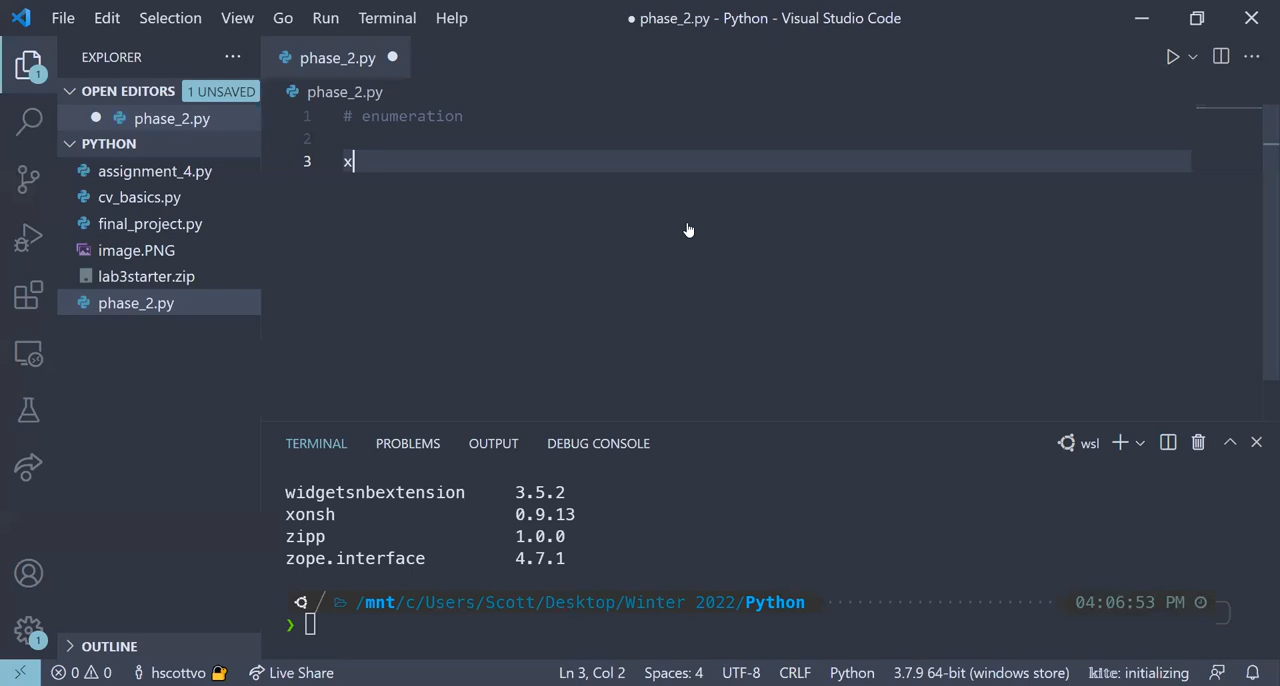 File Edit Selection View Go Run Terminal Help ● phase_2.py - Python - Visual Studio Code
EXPLORER ···
phase_2.py ●
OPEN EDITORS 1 UNSAVED
● phase_2.py
PYTHON
assignment_4.py
cv_basics.py
final_project.py
image.PNG
lab3starter.zip
phase_2.py
OUTLINE
1
1
phase_2.py
1 # enumeration
2
3 x
TERMINAL PROBLEMS OUTPUT DEBUG CONSOLE wsl
widgetsnbextension 3.5.2
xonsh 0.9.13
zipp 1.0.0
zope.interface 4.7.1
/mnt/c/Users/Scott/Desktop/Winter 2022/Python 04:06:53 PM
❯
0 0 hscottvo Live Share Ln 3, Col 2 Spaces: 4 UTF-8 CRLF Python 3.7.9 64-bit (windows store) kite: initializing